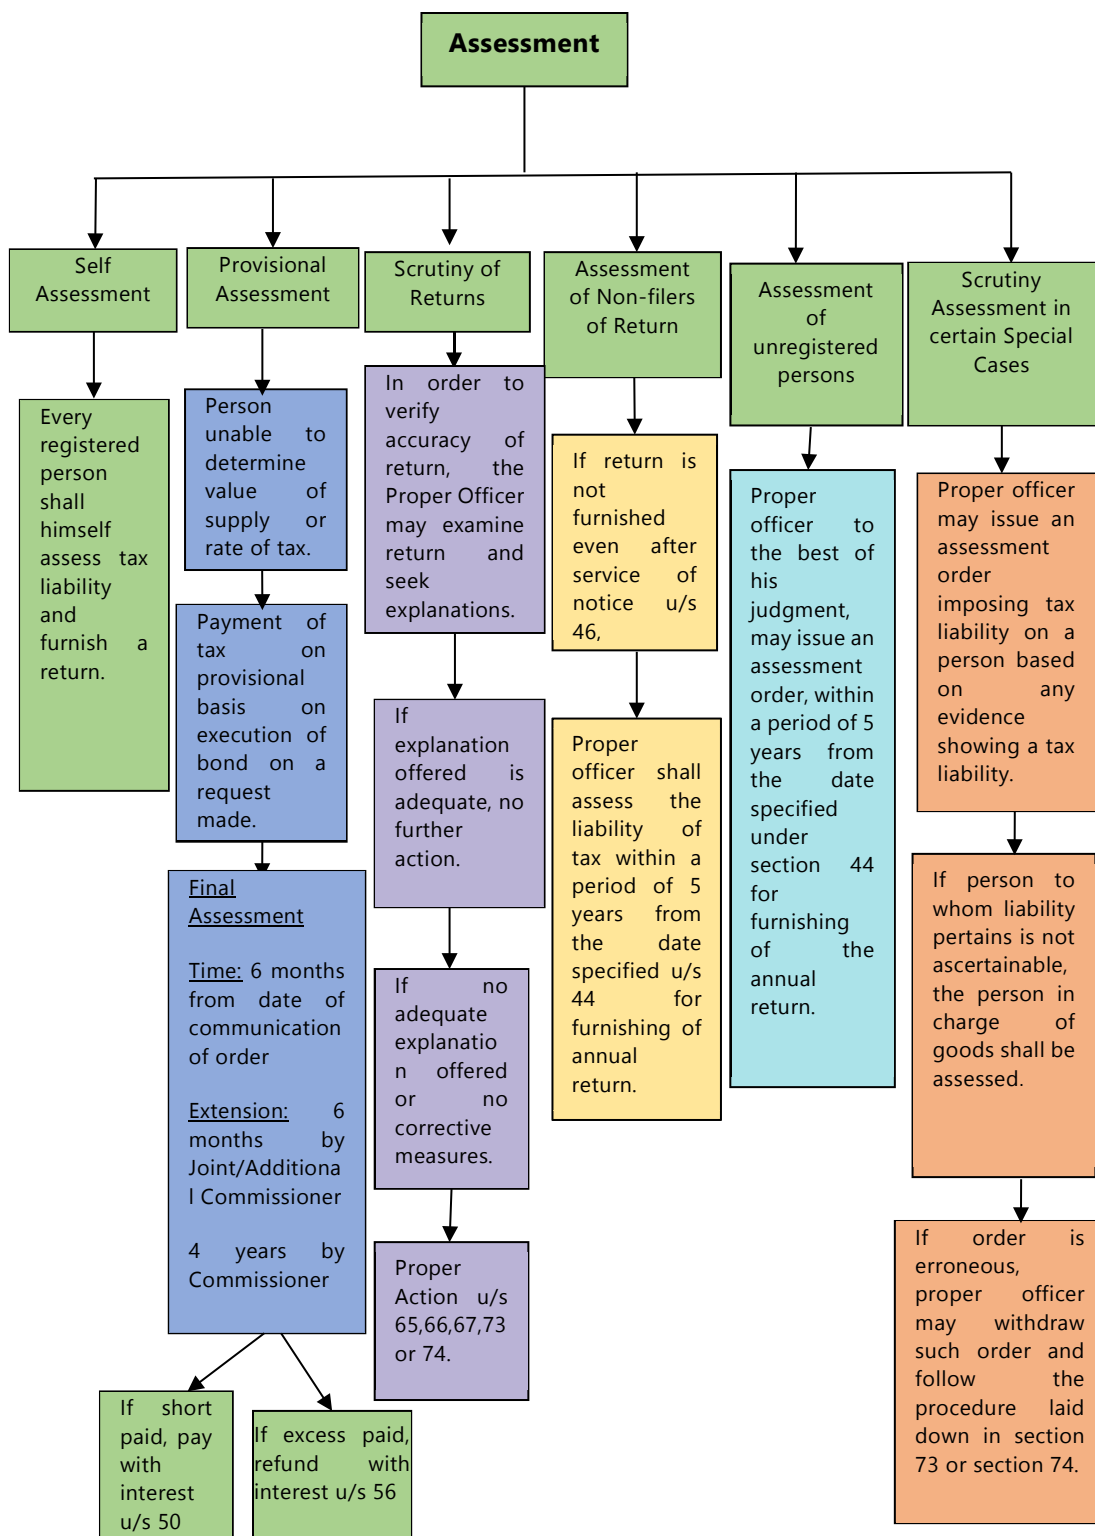 Assessment
Self
Assessment
Every
registered
person
shall
himself
assess tax
liability
and
furnish a
return.
Provisional
Assessment
Person
unable to
determine
value of
supply or
rate of tax.
Payment of
tax on
provisional
basis on
execution of
bond on a
request
made.
Final
Assessment
Time: 6 months
from date of
communication
of order
Extension: 6
months by
Joint/Additiona
l Commissioner
4 years by
Commissioner
If short
paid, pay
with
interest
u/s 50
If excess paid,
refund with
interest u/s 56
Scrutiny of
Returns
In order to
verify
accuracy of
return, the
Proper Officer
may examine
return and
seek
explanations.
If
explanation
offered is
adequate, no
further
action.
If no
adequate
explanatio
n offered
or no
corrective
measures.
Proper
Action u/s
65,66,67,73
or 74.
Assessment
of Non-filers
of Return
If return is
not
furnished
even after
service of
notice u/s
46,
Proper
officer shall
assess the
liability of
tax within a
period of 5
years from
the date
specified u/s
44 for
furnishing of
annual
return.
Assessment
of
unregistered
persons
Proper
officer to
the best of
his
judgment,
may issue an
assessment
order, within
a period of 5
years from
the date
specified
under
section 44
for
furnishing
of the
annual
return.
Scrutiny
Assessment in
certain Special
Cases
Proper officer
may issue an
assessment
order
imposing tax
liability on a
person based
on any
evidence
showing a tax
liability.
If person to
whom liability
pertains is not
ascertainable,
the person in
charge of
goods shall be
assessed.
If order is
erroneous,
proper officer
may withdraw
such order and
follow the
procedure laid
down in section
73 or section 74.